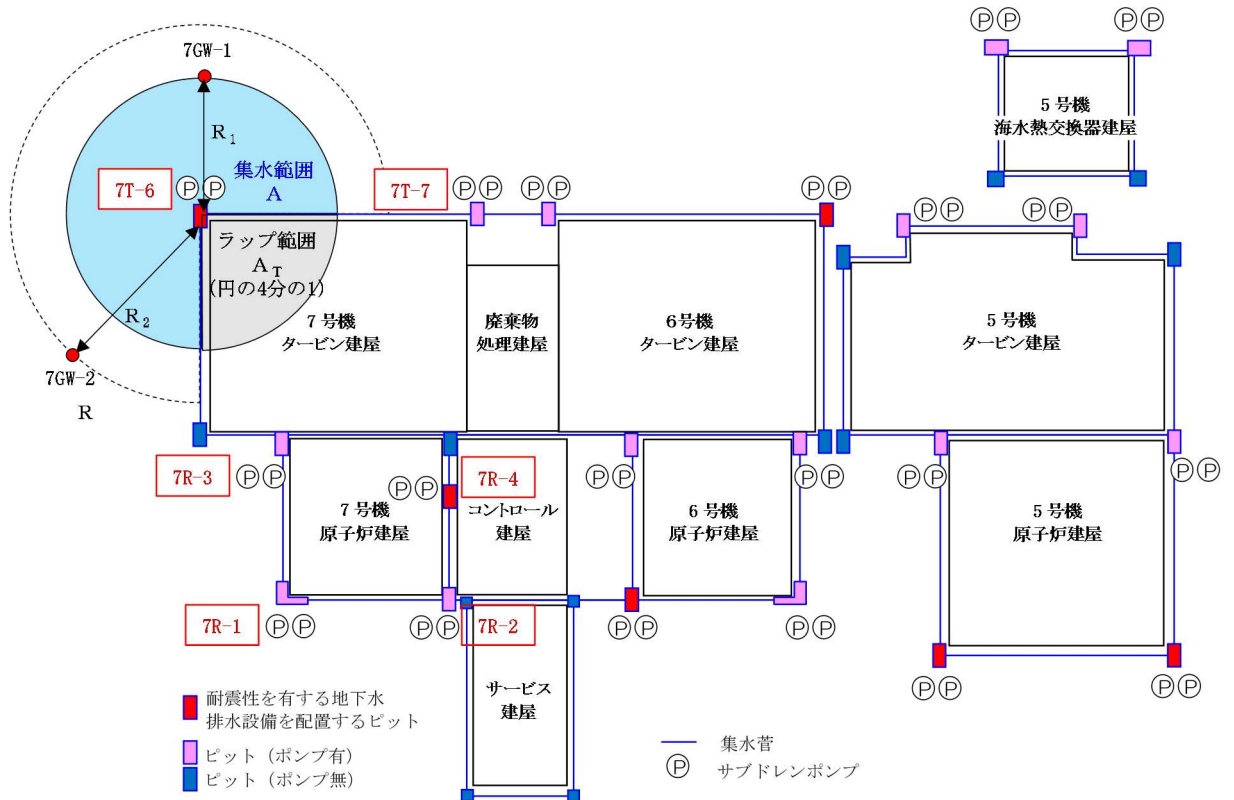 7GW-1
R1
集水範囲
A
7T-6
ⓅⓅ
7T-7
ⓅⓅ
ⓅⓅ
ⓅⓅ
ⓅⓅ
ⓅⓅ
5号機
海水熱交換器建屋
ⓅⓅ
ⓅⓅ
ラップ範囲
AT
(円の4分の1)
R2
7GW-2
R
7号機
タービン建屋
廃棄物
処理建屋
6号機
タービン建屋
5号機
タービン建屋
7R-3
ⓅⓅ
ⓅⓅ
7R-4
ⓅⓅ
ⓅⓅ
ⓅⓅ
ⓅⓅ
7号機
原子炉建屋
コントロール
建屋
6号機
原子炉建屋
5号機
原子炉建屋
7R-1
ⓅⓅ
ⓅⓅ
7R-2
ⓅⓅ
ⓅⓅ
ⓅⓅ
ⓅⓅ
サービス
建屋
耐震性を有する地下水
排水設備を配置するピット
ピット（ポンプ有）
ピット（ポンプ無）
集水菅
Ⓟ サブドレンポンプ